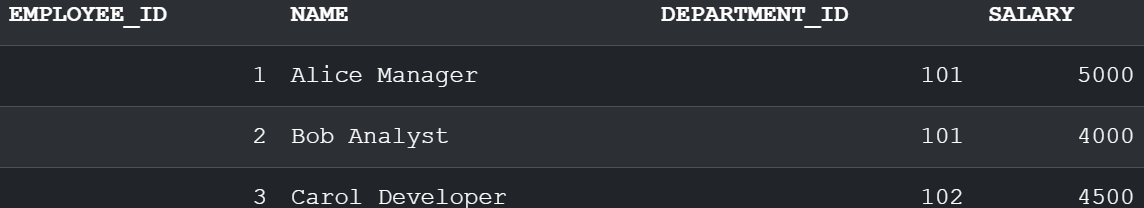 EMPLOYEE_ID NAME DEPARTMENT_ID SALARY
1 Alice Manager 101 5000
2 Bob Analyst 101 4000
3 Carol Developer 102 4500